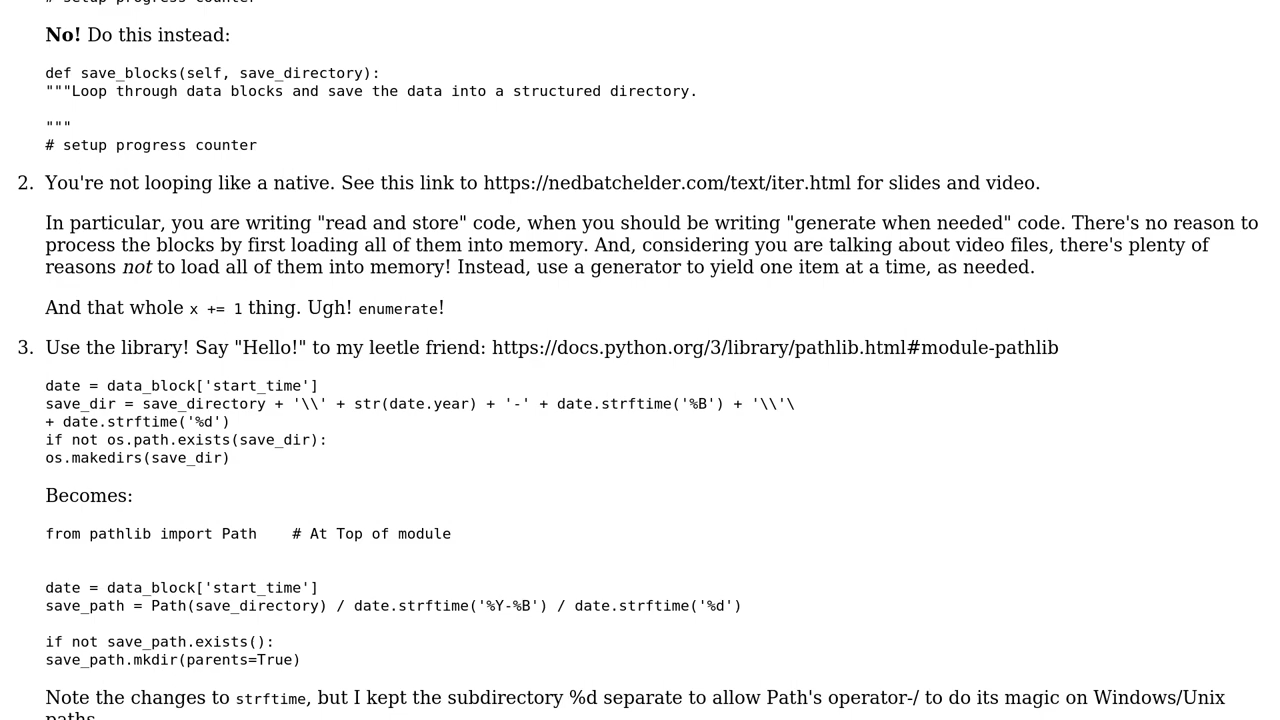 # setup progress counter
No! Do this instead:
def save_blocks(self, save_directory):
"""Loop through data blocks and save the data into a structured directory.
"""
# setup progress counter
2. You're not looping like a native. See this link to https://nedbatchelder.com/text/iter.html for slides and video.
In particular, you are writing "read and store" code, when you should be writing "generate when needed" code. There's no reason to
process the blocks by first loading all of them into memory. And, considering you are talking about video files, there's plenty of
reasons not to load all of them into memory! Instead, use a generator to yield one item at a time, as needed.
And that whole x += 1 thing. Ugh! enumerate!
3. Use the library! Say "Hello!" to my leetle friend: https://docs.python.org/3/library/pathlib.html#module-pathlib
date = data_block['start_time']
save_dir = save_directory + '\\' + str(date.year) + '-' + date.strftime('%B') + '\\'\
+ date.strftime('%d')
if not os.path.exists(save_dir):
os.makedirs(save_dir)
Becomes:
from pathlib import Path    # At Top of module
date = data_block['start_time']
save_path = Path(save_directory) / date.strftime('%Y-%B') / date.strftime('%d')
if not save_path.exists():
save_path.mkdir(parents=True)
Note the changes to strftime, but I kept the subdirectory %d separate to allow Path's operator-/ to do its magic on Windows/Unix
paths.